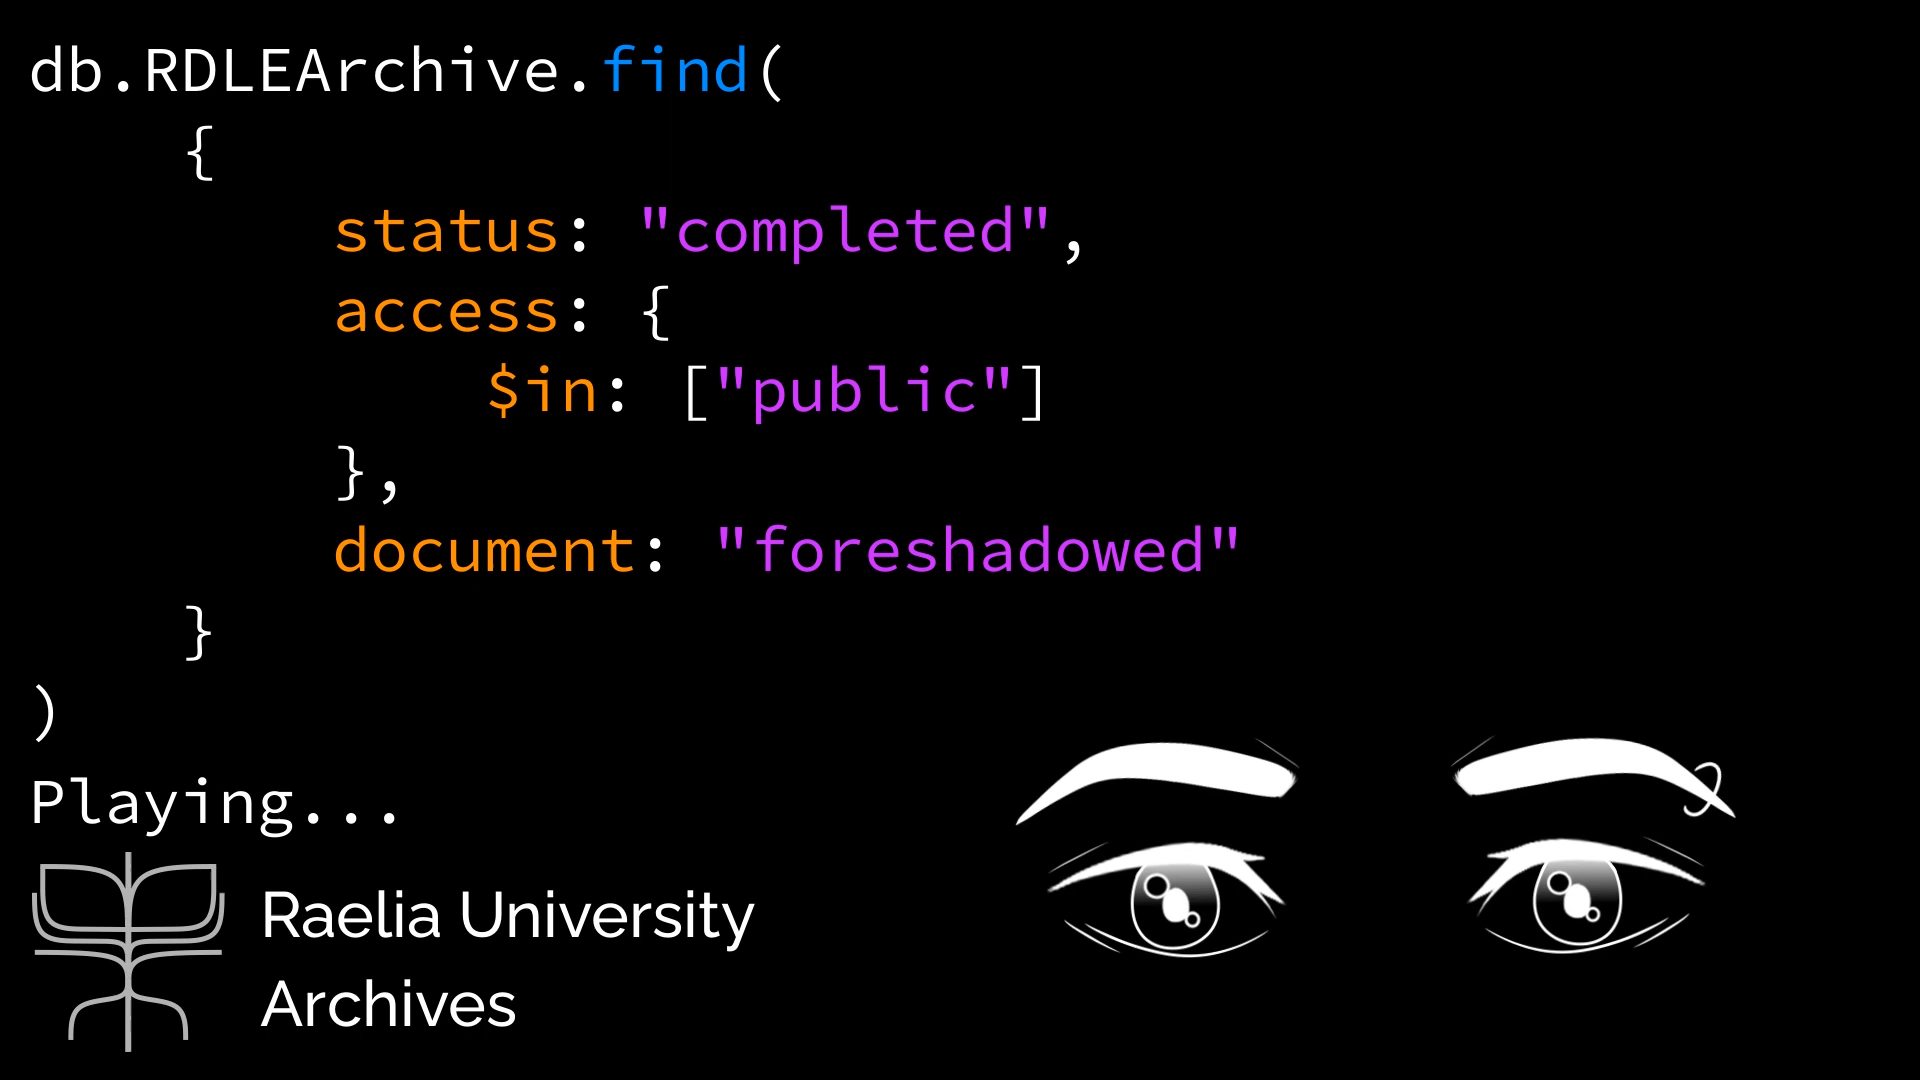 db.RDLEArchive.find(
{
status: "completed",
access: {
$in: ["public"]
},
document: "foreshadowed"
}
)
Playing...
Raelia University
Archives